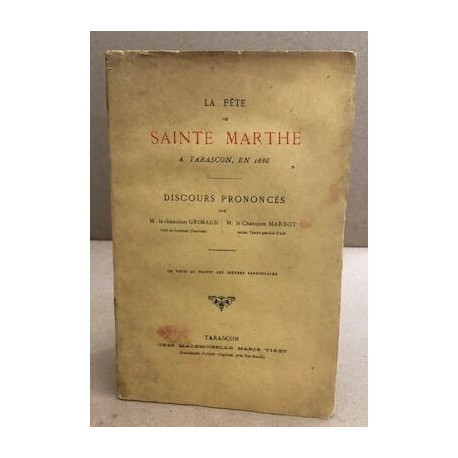 LA FÊTE
DE
SAINTE MARTHE
A TARASCON, EN 1886
DISCOURS PRONONCÉS
PAR
M. le chanoine GRIMAUD
M. le Chanoine MARBOT
SE VEND AU PROFIT DES ŒUVRES PAROISSIALES
TARASCON
CHEZ MADEMOISELLE MARIE VIRET